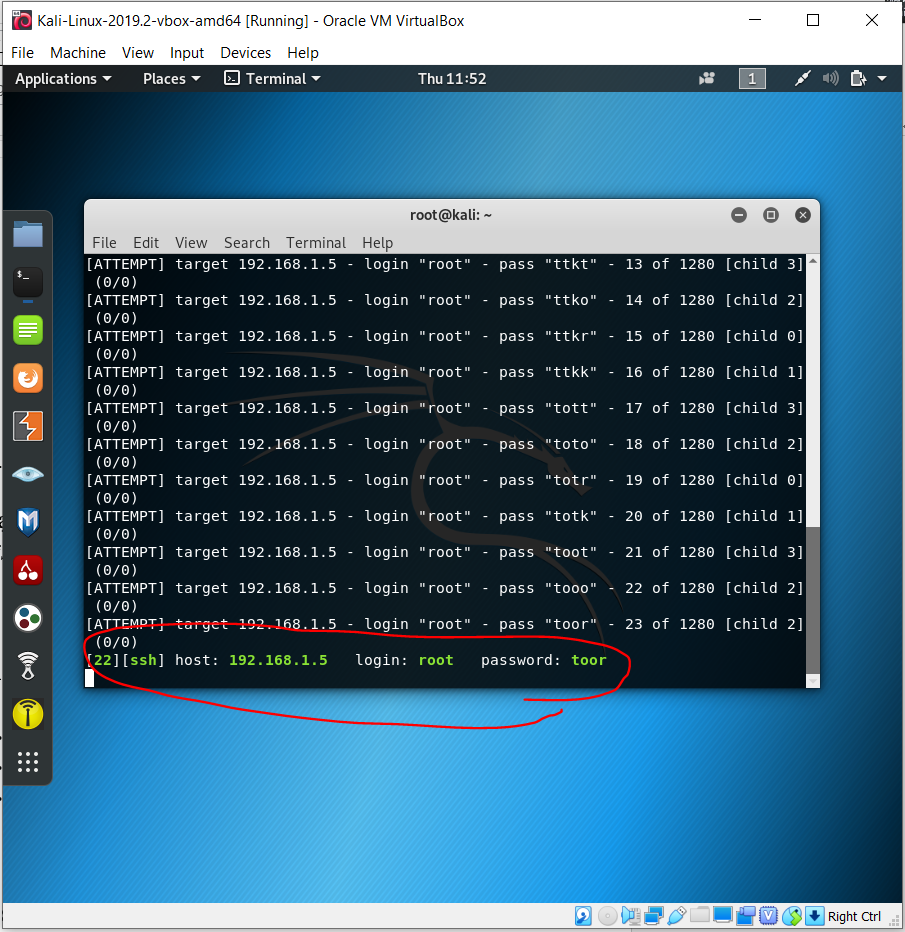 Kali-Linux-2019.2-vbox-amd64 [Running] - Oracle VM VirtualBox
File Machine View Input Devices Help
Applications Places Terminal Thu 11:52 1
root@kali: ~
File Edit View Search Terminal Help
[ATTEMPT] target 192.168.1.5 - login "root" - pass "ttkt" - 13 of 1280 [child 3]
(0/0)
[ATTEMPT] target 192.168.1.5 - login "root" - pass "ttko" - 14 of 1280 [child 2]
(0/0)
[ATTEMPT] target 192.168.1.5 - login "root" - pass "ttkr" - 15 of 1280 [child 0]
(0/0)
[ATTEMPT] target 192.168.1.5 - login "root" - pass "ttkk" - 16 of 1280 [child 1]
(0/0)
[ATTEMPT] target 192.168.1.5 - login "root" - pass "tott" - 17 of 1280 [child 3]
(0/0)
[ATTEMPT] target 192.168.1.5 - login "root" - pass "toto" - 18 of 1280 [child 2]
(0/0)
[ATTEMPT] target 192.168.1.5 - login "root" - pass "totr" - 19 of 1280 [child 0]
(0/0)
[ATTEMPT] target 192.168.1.5 - login "root" - pass "totk" - 20 of 1280 [child 1]
(0/0)
[ATTEMPT] target 192.168.1.5 - login "root" - pass "toot" - 21 of 1280 [child 3]
(0/0)
[ATTEMPT] target 192.168.1.5 - login "root" - pass "tooo" - 22 of 1280 [child 2]
(0/0)
[ATTEMPT] target 192.168.1.5 - login "root" - pass "toor" - 23 of 1280 [child 2]
(0/0)
[22][ssh] host: 192.168.1.5 login: root password: toor
Right Ctrl